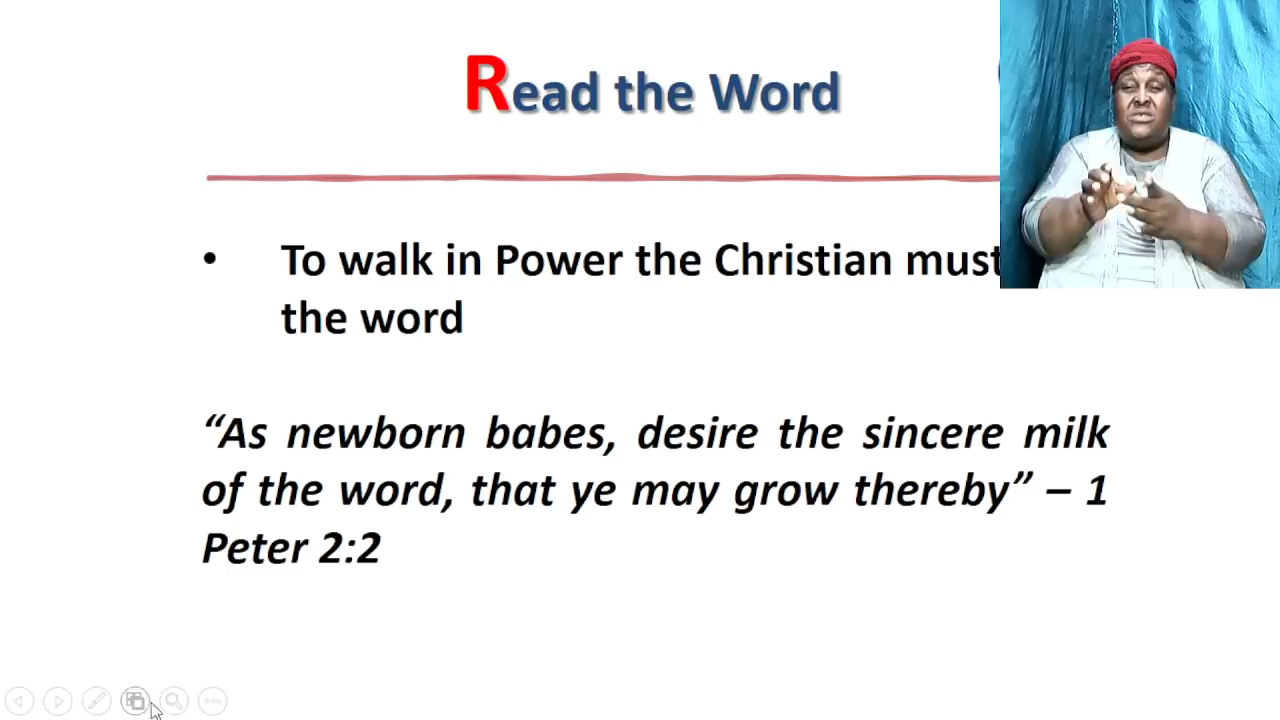 Read the Word
• To walk in Power the Christian must
the word
“As newborn babes, desire the sincere milk
of the word, that ye may grow thereby” – 1
Peter 2:2